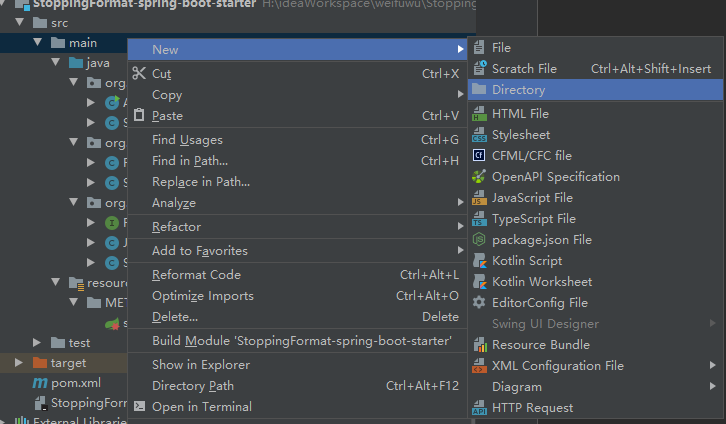 StoppingFormat-spring-boot-starter H:\ideaWorkspace\weifuwu\Stopping
src
main
java
org
org
org
resour
MET
test
target
pom.xml
StoppingForm
External Libraries
New
Cut Ctrl+X
Copy
Paste Ctrl+V
Find Usages Ctrl+G
Find in Path... Ctrl+H
Replace in Path...
Analyze
Refactor
Add to Favorites
Reformat Code Ctrl+Alt+L
Optimize Imports Ctrl+Alt+O
Delete... Delete
Build Module 'StoppingFormat-spring-boot-starter'
Show in Explorer
Directory Path Ctrl+Alt+F12
Open in Terminal
File
Scratch File Ctrl+Alt+Shift+Insert
Directory
HTML File
Stylesheet
CFML/CFC file
OpenAPI Specification
JavaScript File
TypeScript File
package.json File
Kotlin Script
Kotlin Worksheet
EditorConfig File
Swing UI Designer
Resource Bundle
XML Configuration File
Diagram
HTTP Request